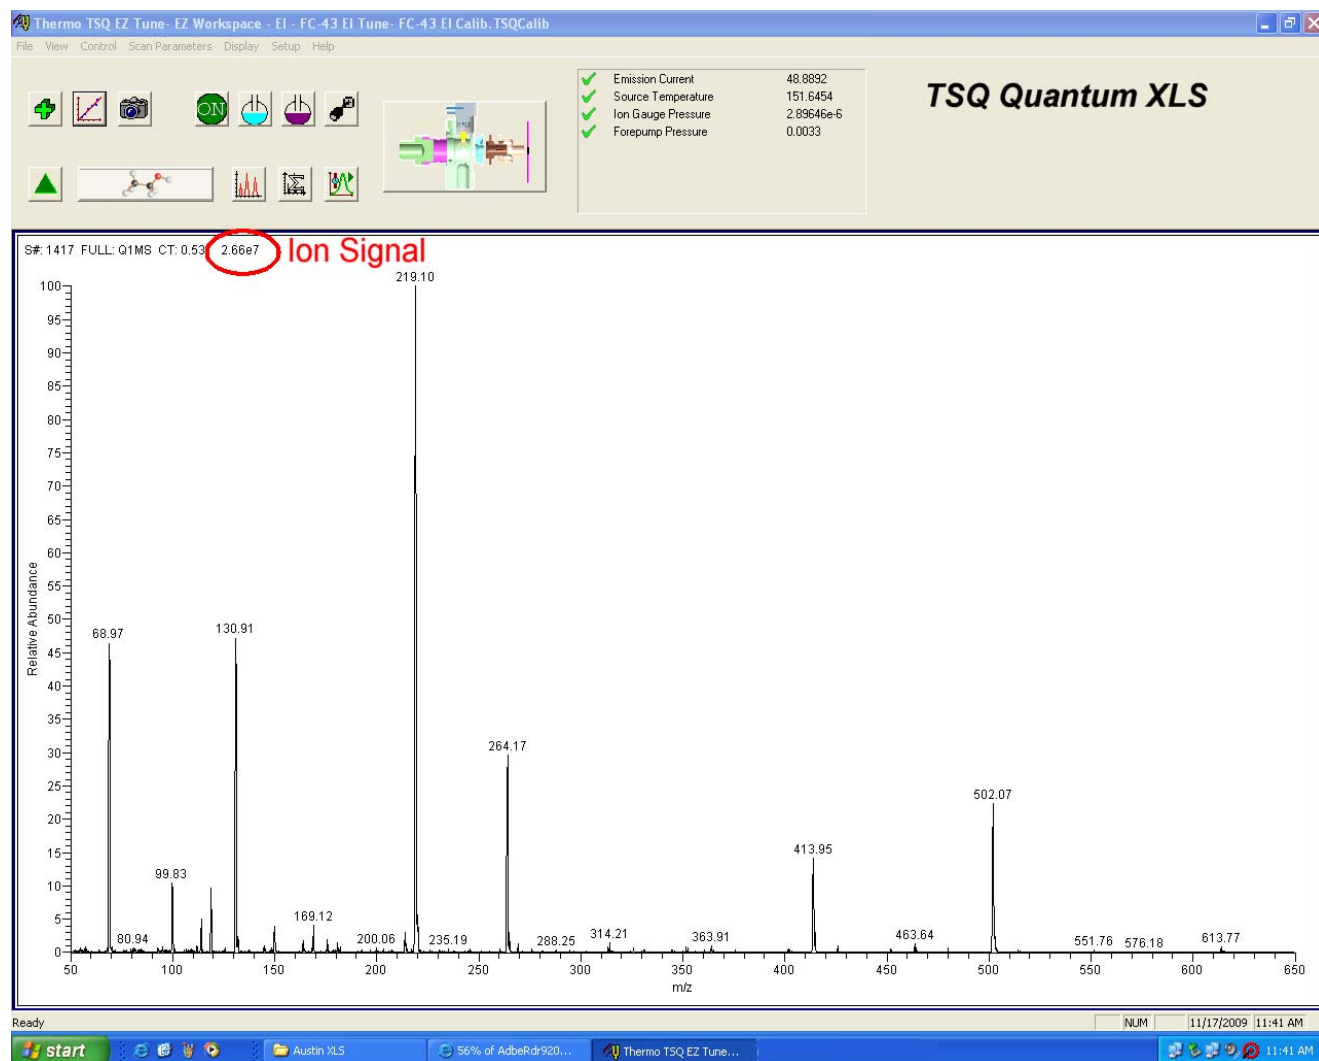 Thermo TSQ EZ Tune- EZ Workspace - EI - FC-43 EI Tune- FC-43 EI Calib.TSQCalib
File View Control Scan Parameters Display Setup Help
ON
Emission Current 48.8892
Source Temperature 151.6454
Ion Gauge Pressure 2.89646e-6
Forepump Pressure 0.0033
TSQ Quantum XLS
S#: 1417 FULL: Q1MS CT: 0.53 2.66e7 Ion Signal
219.10
100
95
90
85
80
75
70
65
60
55
50
45
40
35
30
25
20
15
10
5
0
Relative Abundance
68.97
130.91
264.17
502.07
413.95
99.83
169.12
80.94
200.06
235.19
288.25
314.21
363.91
463.64
551.76
576.18
613.77
50 100 150 200 250 300 350 400 450 500 550 600 650
m/z
Ready NUM 11/17/2009 11:41 AM
start Austin XLS 56% of AdbeRdr920... Thermo TSQ EZ Tune... 11:41 AM